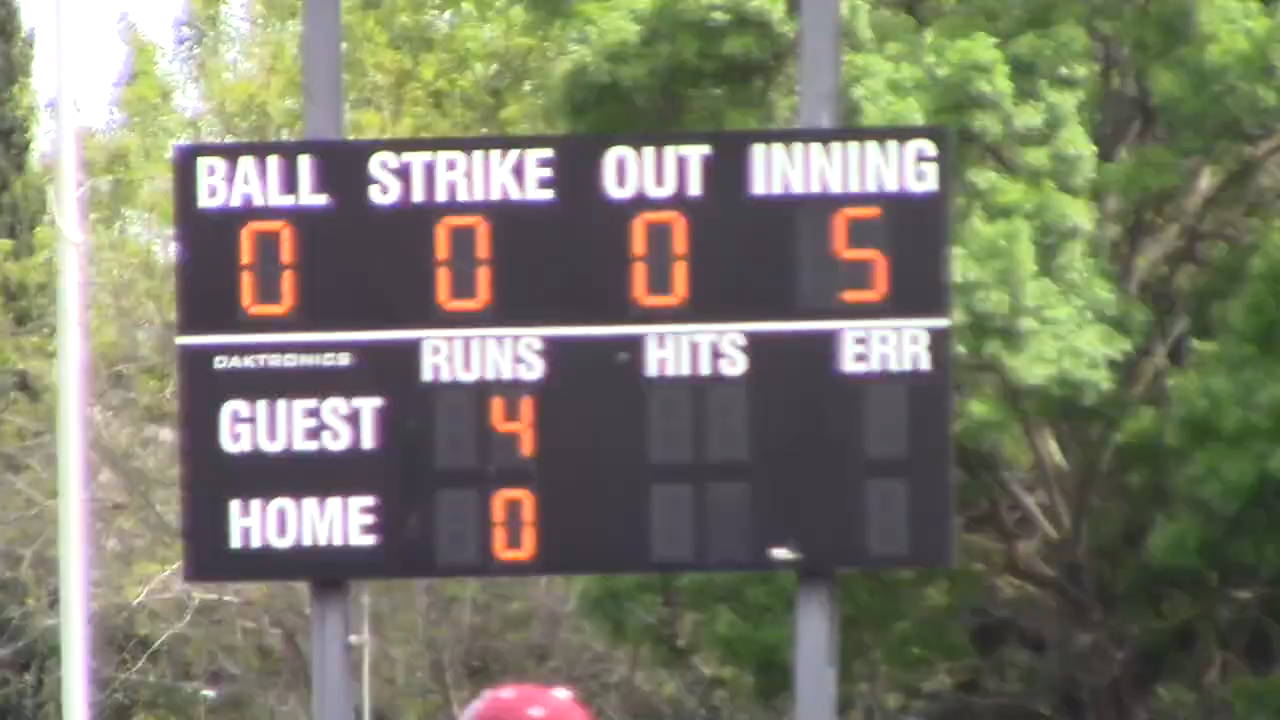 BALL STRIKE OUT INNING
0 0 0 5
DAKTRONICS RUNS HITS ERR
GUEST 4
HOME 0